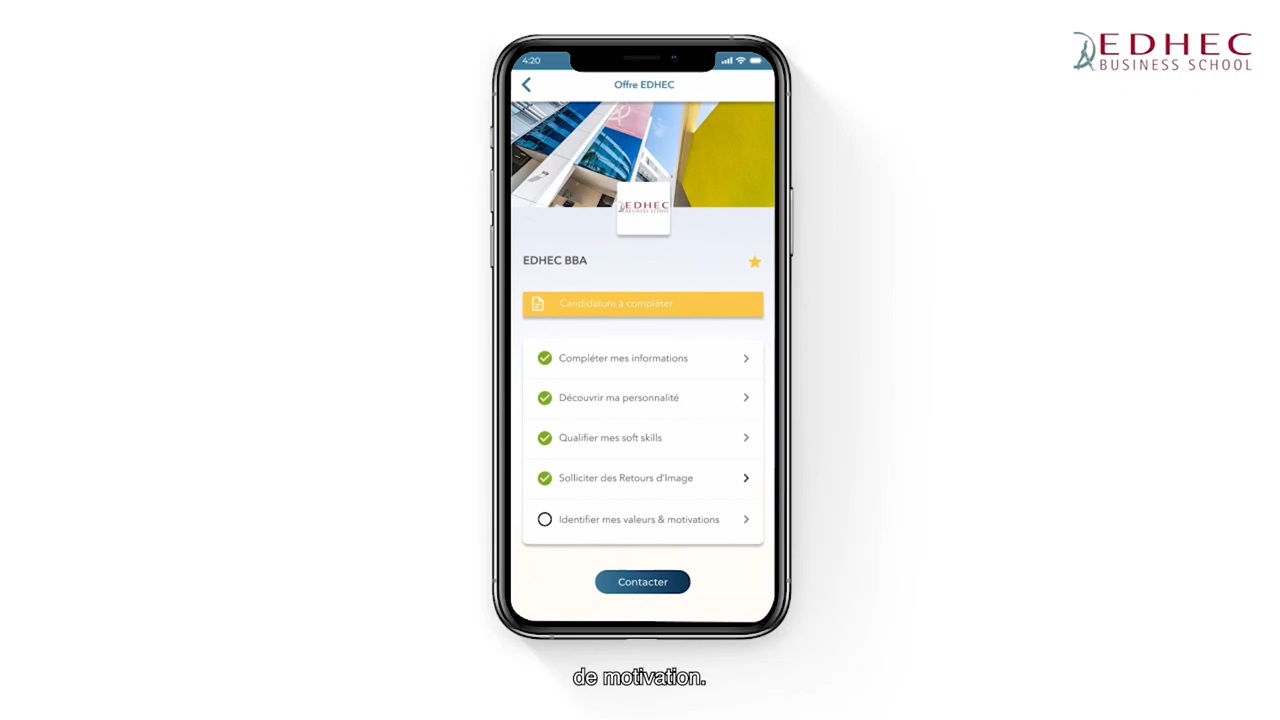 EDHEC
BUSINESS SCHOOL
4:20
Offre EDHEC
EDHEC
BUSINESS SCHOOL
EDHEC BBA
Candidature à compléter
Compléter mes informations
Découvrir ma personnalité
Qualifier mes soft skills
Solliciter des Retours d'Image
Identifier mes valeurs & motivations
Contacter
de motivation.